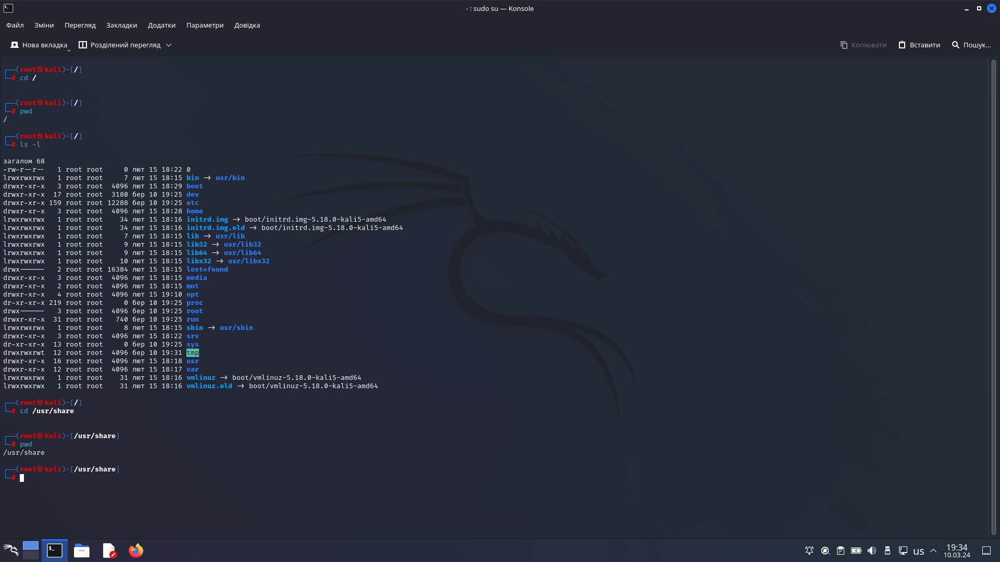 - : sudo su — Konsole
Файл Зміни Перегляд Закладки Додатки Параметри Довідка
Нова вкладка Розділений перегляд Копіювати Вставити Пошук...
┌──(root㉿kali)-[/]
└─# cd /
┌──(root㉿kali)-[/]
└─# pwd
/
┌──(root㉿kali)-[/]
└─# ls -l
загалом 68
-rw-r--r--   1 root root     0 лют 15 18:22 0
lrwxrwxrwx   1 root root     7 лют 15 18:15 bin -> usr/bin
drwxr-xr-x   3 root root  4096 лют 15 18:29 boot
drwxr-xr-x  17 root root  3180 бер 10 19:25 dev
drwxr-xr-x 159 root root 12288 бер 10 19:25 etc
drwxr-xr-x   3 root root  4096 лют 15 18:28 home
lrwxrwxrwx   1 root root    34 лют 15 18:16 initrd.img -> boot/initrd.img-5.18.0-kali5-amd64
lrwxrwxrwx   1 root root    34 лют 15 18:16 initrd.img.old -> boot/initrd.img-5.18.0-kali5-amd64
lrwxrwxrwx   1 root root     7 лют 15 18:15 lib -> usr/lib
lrwxrwxrwx   1 root root     9 лют 15 18:15 lib32 -> usr/lib32
lrwxrwxrwx   1 root root     9 лют 15 18:15 lib64 -> usr/lib64
lrwxrwxrwx   1 root root    10 лют 15 18:15 libx32 -> usr/libx32
drwx------   2 root root 16384 лют 15 18:15 lost+found
drwxr-xr-x   3 root root  4096 лют 15 18:15 media
drwxr-xr-x   2 root root  4096 лют 15 18:15 mnt
drwxr-xr-x   4 root root  4096 лют 15 19:10 opt
dr-xr-xr-x 219 root root     0 бер 10 19:25 proc
drwx------   3 root root  4096 бер 10 19:25 root
drwxr-xr-x  31 root root   740 бер 10 19:25 run
lrwxrwxrwx   1 root root     8 лют 15 18:15 sbin -> usr/sbin
drwxr-xr-x   3 root root  4096 лют 15 18:22 srv
dr-xr-xr-x  13 root root     0 бер 10 19:25 sys
drwxrwxrwt  12 root root  4096 бер 10 19:31 tmp
drwxr-xr-x  16 root root  4096 лют 15 18:18 usr
drwxr-xr-x  12 root root  4096 лют 15 18:17 var
lrwxrwxrwx   1 root root    31 лют 15 18:16 vmlinuz -> boot/vmlinuz-5.18.0-kali5-amd64
lrwxrwxrwx   1 root root    31 лют 15 18:16 vmlinuz.old -> boot/vmlinuz-5.18.0-kali5-amd64
┌──(root㉿kali)-[/]
└─# cd /usr/share
┌──(root㉿kali)-[/usr/share]
└─# pwd
/usr/share
┌──(root㉿kali)-[/usr/share]
└─#
us 19:34
10.03.24